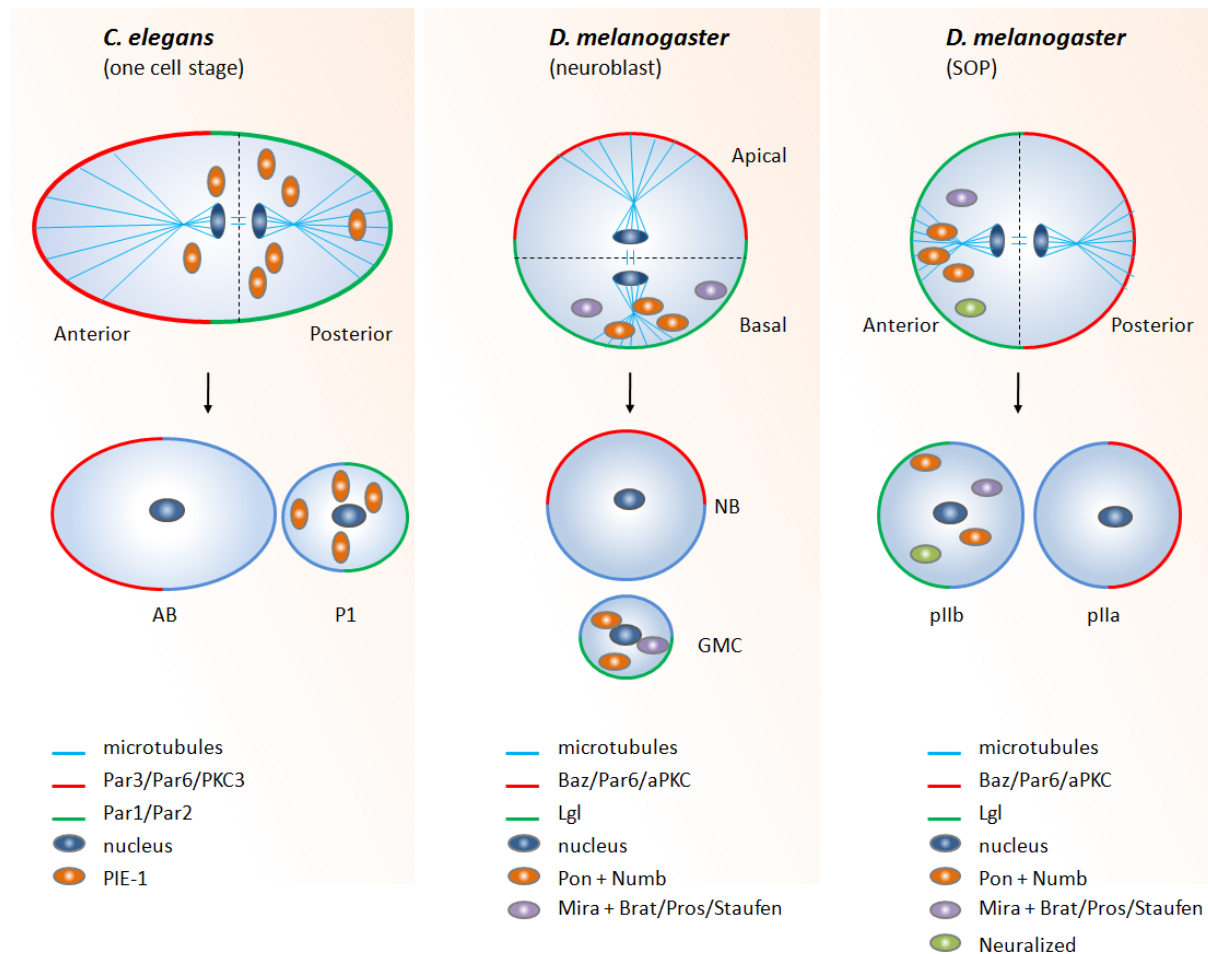 C. elegans
(one cell stage)
Anterior
Posterior
AB
P1
microtubules
Par3/Par6/PKC3
Par1/Par2
nucleus
PIE-1
D. melanogaster
(neuroblast)
Apical
Basal
NB
GMC
microtubules
Baz/Par6/aPKC
Lgl
nucleus
Pon + Numb
Mira + Brat/Pros/Staufen
D. melanogaster
(SOP)
Anterior
Posterior
pIIb
pIIa
microtubules
Baz/Par6/aPKC
Lgl
nucleus
Pon + Numb
Mira + Brat/Pros/Staufen
Neuralized